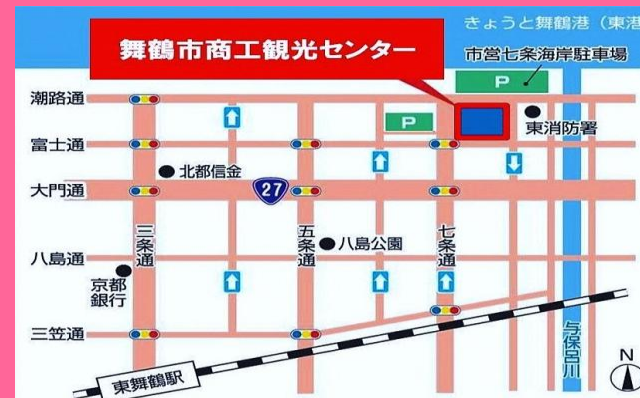 きょうと舞鶴港（東港
舞鶴市商工観光センター
市営七条海岸駐車場
P
潮路通
P
東消防署
富士通
北都信金
大門通
27
三条通
五条通
七条通
八島公園
八島通
京都
銀行
三笠通
与保呂川
東舞鶴駅
N